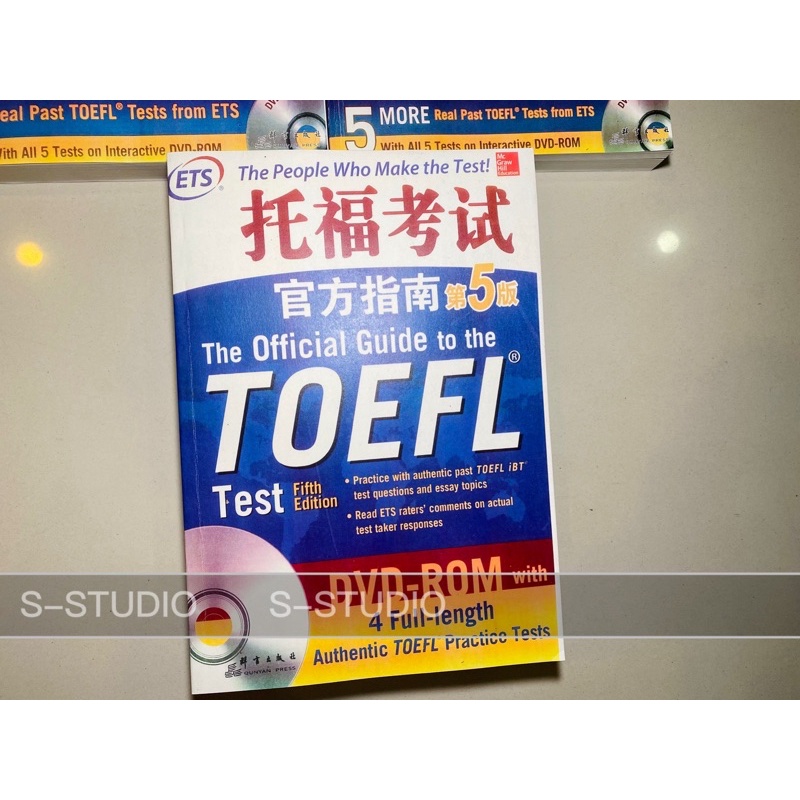 eal Past TOEFL® Tests from ETS
With All 5 Tests on Interactive DVD-ROM
5 MORE Real Past TOEFL® Tests from ETS
With All 5 Tests on Interactive DVD-ROM
ETS®
The People Who Make the Test!
Mc
Graw
Hill
Education
托福考试
官方指南 第5版
The Official Guide to the
TOEFL®
Test Fifth Edition
• Practice with authentic past TOEFL iBT
test questions and essay topics
• Read ETS raters' comments on actual
test taker responses
DVD-ROM with
4 Full-length
Authentic TOEFL® Practice Tests
群言出版社
QUNYAN PRESS
S-STUDIO
S-STUDIO